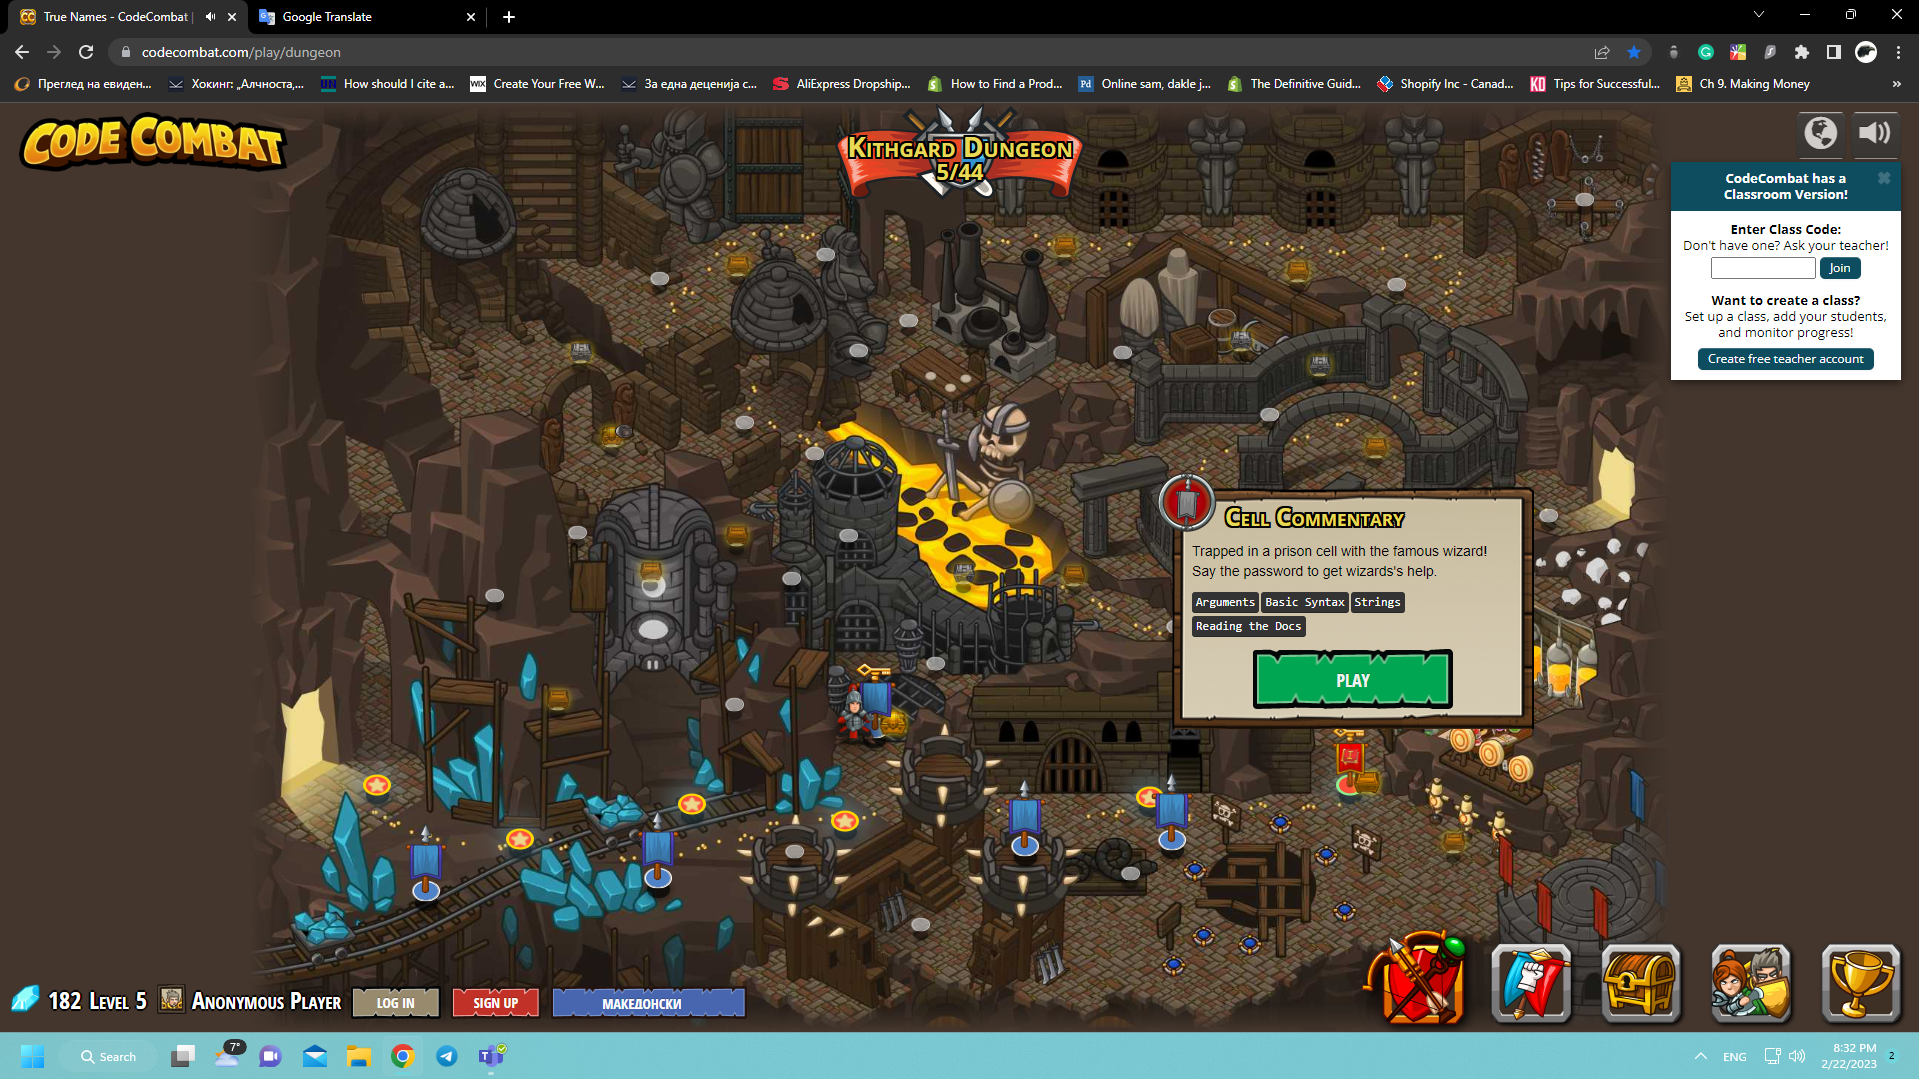 True Names - CodeCombat |
Google Translate
codecombat.com/play/dungeon
Преглед на евиден...
Хокинг: „Алчноста,...
How should I cite a...
WIX
Create Your Free W...
За една деценија с...
AliExpress Dropship...
How to Find a Prod...
Pd
Online sam, dakle j...
The Definitive Guid...
Shopify Inc - Canad...
KD
Tips for Successful...
Ch 9. Making Money
»
CODE COMBAT
KITHGARD DUNGEON
5/44
CodeCombat has a
Classroom Version!
Enter Class Code:
Don't have one? Ask your teacher!
Join
Want to create a class?
Set up a class, add your students,
and monitor progress!
Create free teacher account
CELL COMMENTARY
Trapped in a prison cell with the famous wizard!
Say the password to get wizards's help.
Arguments Basic Syntax Strings
Reading the Docs
PLAY
182 LEVEL 5 ANONYMOUS PLAYER LOG IN SIGN UP МАКЕДОНСКИ
Search
7°
ENG
8:32 PM
2/22/2023
2